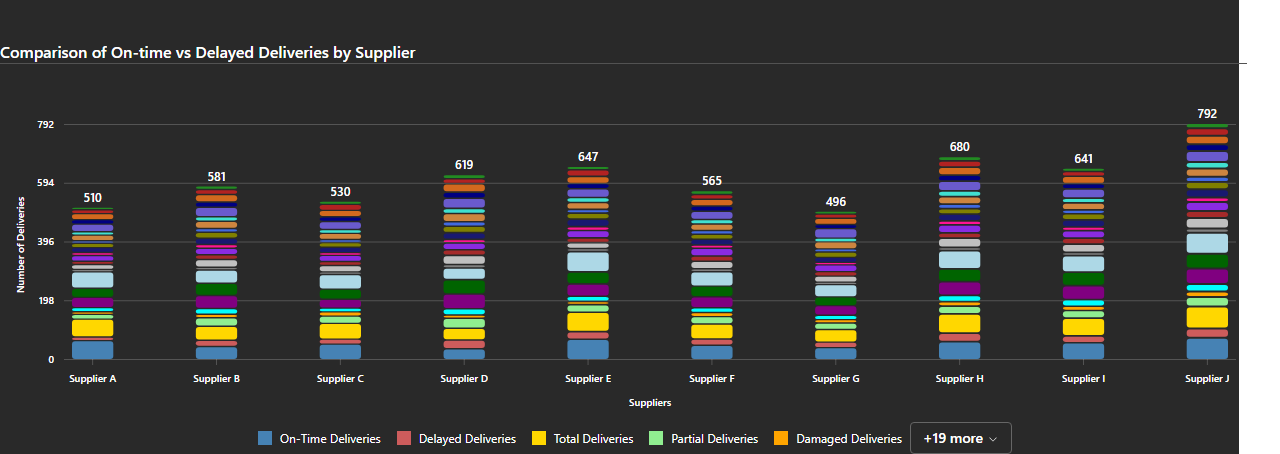 Comparison of On-time vs Delayed Deliveries by Supplier
792
594
396
198
0
Number of Deliveries
510
581
530
619
647
565
496
680
641
792
Supplier A
Supplier B
Supplier C
Supplier D
Supplier E
Supplier F
Supplier G
Supplier H
Supplier I
Supplier J
Suppliers
On-Time Deliveries
Delayed Deliveries
Total Deliveries
Partial Deliveries
Damaged Deliveries
+19 more